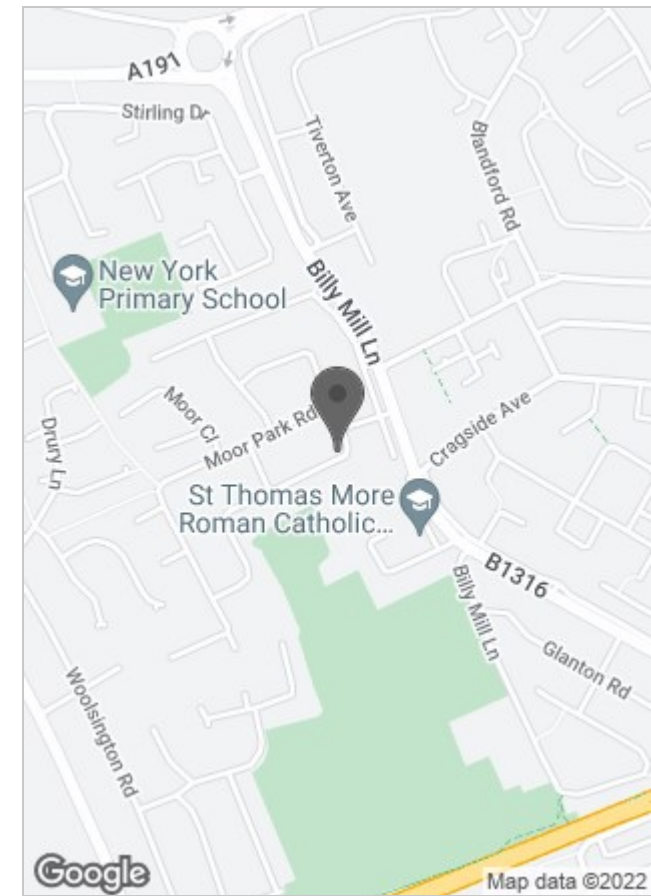 A191
Stirling Dr
Tiverton Ave
Blandford Rd
New York
Primary School
Billy Mill Ln
Moor Cl
Moor Park Rd
Drury Ln
Cragside Ave
St Thomas More
Roman Catholic...
B1316
Billy Mill Ln
Glanton Rd
Woolsington Rd
Google
Map data ©2022